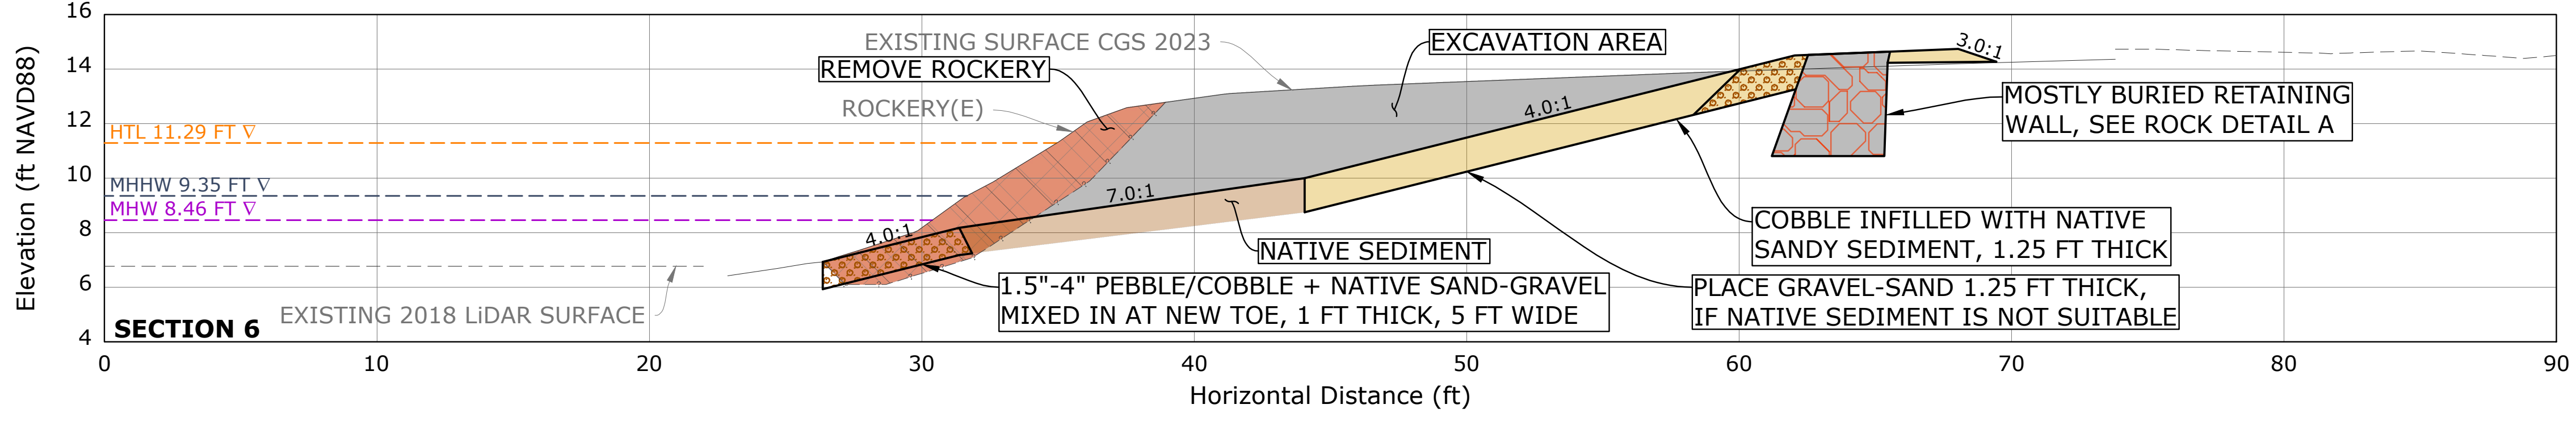 16
14
12
10
8
6
4
Elevation (ft NAVD88)
EXISTING SURFACE CGS 2023
REMOVE ROCKERY
ROCKERY(E)
EXCAVATION AREA
3.0:1
4.0:1
MOSTLY BURIED RETAINING
WALL, SEE ROCK DETAIL A
HTL 11.29 FT ∇
MHHW 9.35 FT ∇
MHW 8.46 FT ∇
7.0:1
4.0:1
NATIVE SEDIMENT
COBBLE INFILLED WITH NATIVE
SANDY SEDIMENT, 1.25 FT THICK
1.5"-4" PEBBLE/COBBLE + NATIVE SAND-GRAVEL
MIXED IN AT NEW TOE, 1 FT THICK, 5 FT WIDE
PLACE GRAVEL-SAND 1.25 FT THICK,
IF NATIVE SEDIMENT IS NOT SUITABLE
EXISTING 2018 LiDAR SURFACE
SECTION 6
0 10 20 30 40 50 60 70 80 90
Horizontal Distance (ft)